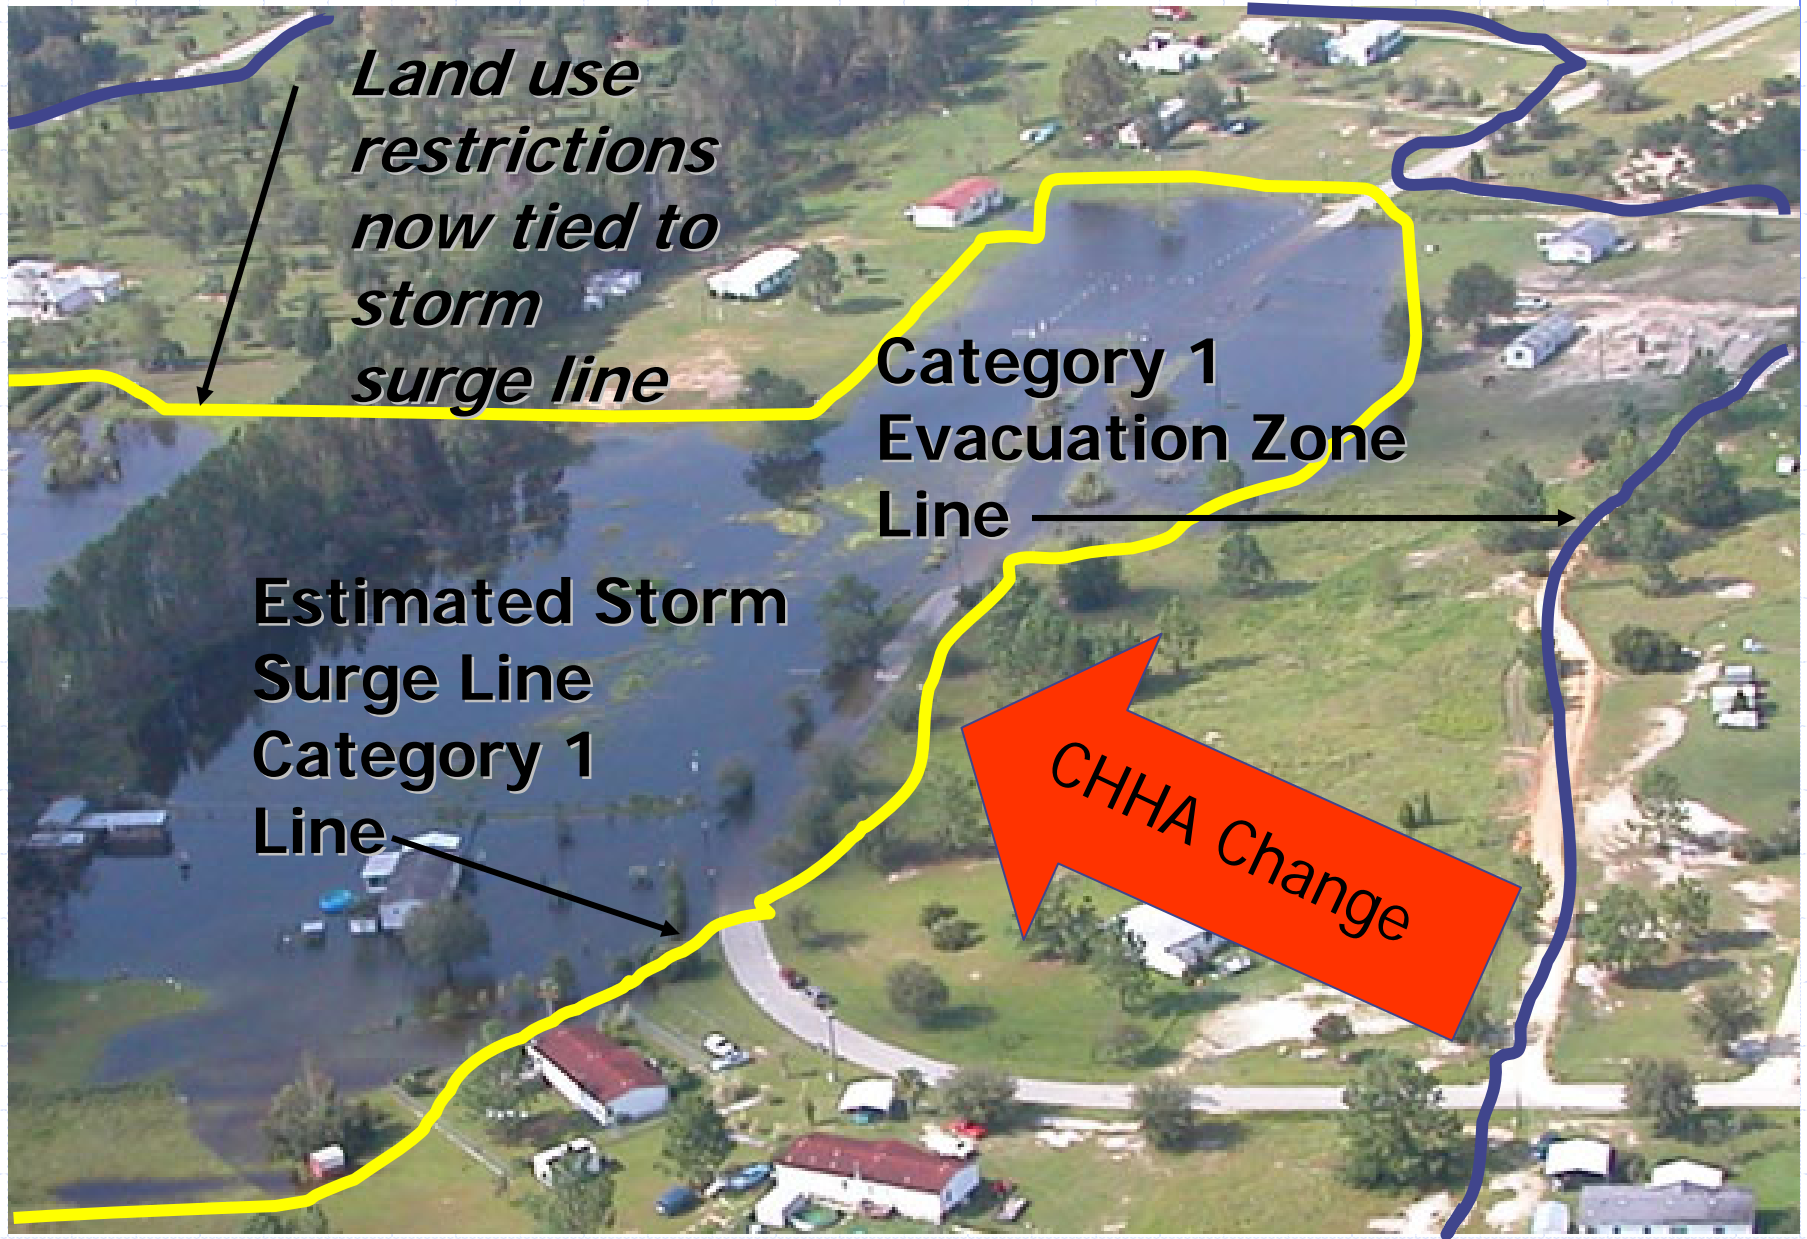 Land use
restrictions
now tied to
storm
surge line
Category 1
Evacuation Zone
Line
Estimated Storm
Surge Line
Category 1
Line
CHHA Change